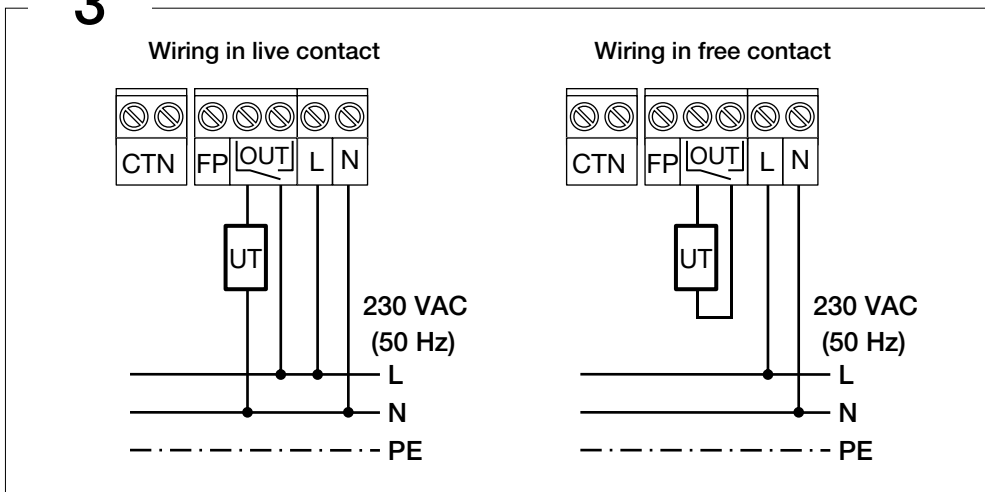 3
Wiring in live contact
CTN FP OUT L N
UT
230 VAC
(50 Hz)
L
N
PE
Wiring in free contact
CTN FP OUT L N
UT
230 VAC
(50 Hz)
L
N
PE